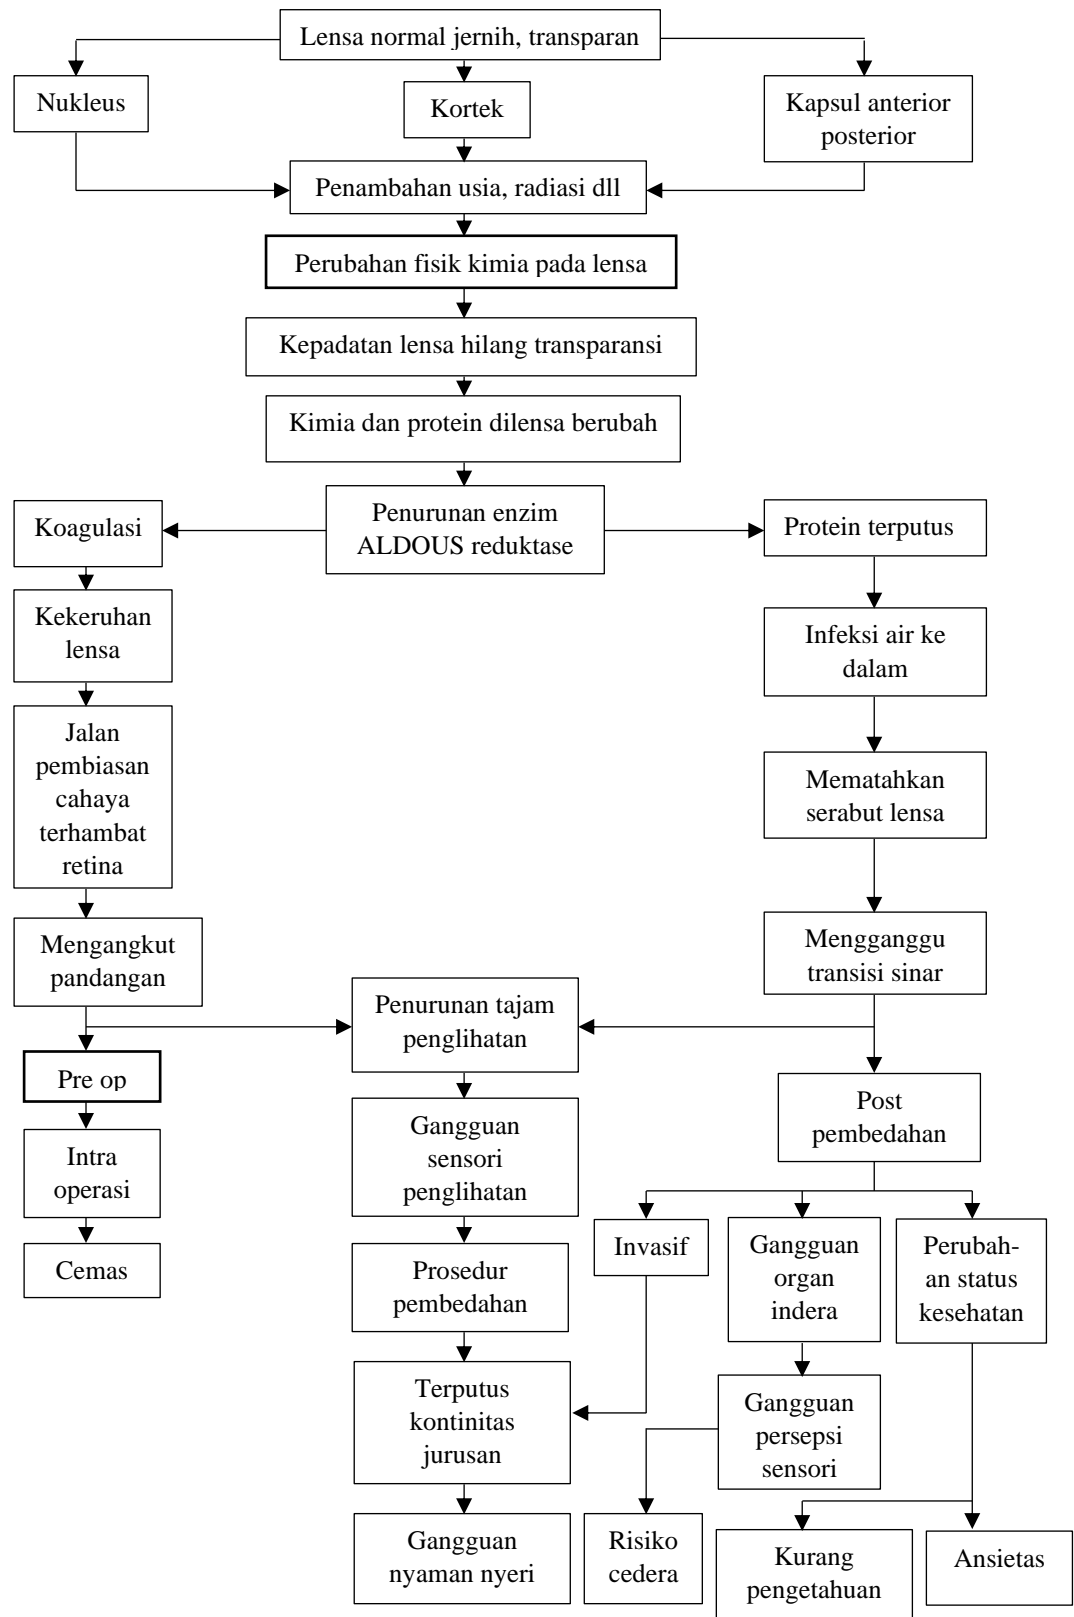 Lensa normal jernih, transparan
Nukleus
Kortek
Kapsul anterior
posterior
Penambahan usia, radiasi dll
Perubahan fisik kimia pada lensa
Kepadatan lensa hilang transparansi
Kimia dan protein dilensa berubah
Koagulasi
Penurunan enzim
ALDOUS reduktase
Protein terputus
Kekeruhan
lensa
Infeksi air ke
dalam
Jalan
pembiasan
cahaya
terhambat
retina
Mematahkan
serabut lensa
Mengangkut
pandangan
Mengganggu
transisi sinar
Penurunan tajam
penglihatan
Pre op
Post
pembedahan
Gangguan
sensori
penglihatan
Intra
operasi
Invasif
Gangguan
organ
indera
Perubah-
an status
kesehatan
Cemas
Prosedur
pembedahan
Terputus
kontinitas
jurusan
Gangguan
persepsi
sensori
Gangguan
nyaman nyeri
Risiko
cedera
Kurang
pengetahuan
Ansietas